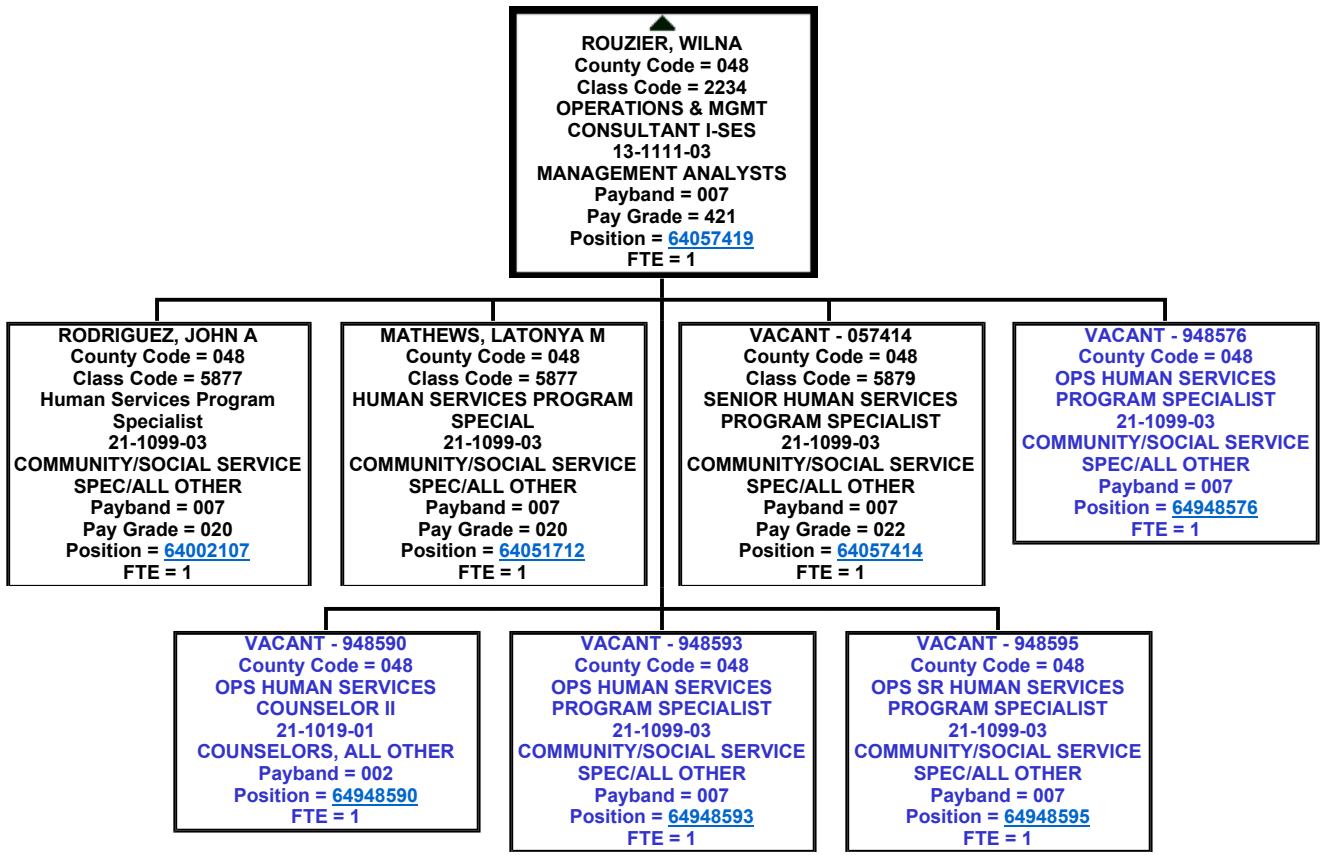 ROUZIER, WILNA
County Code = 048
Class Code = 2234
OPERATIONS & MGMT
CONSULTANT I-SES
13-1111-03
MANAGEMENT ANALYSTS
Payband = 007
Pay Grade = 421
Position = 64057419
FTE = 1
RODRIGUEZ, JOHN A
County Code = 048
Class Code = 5877
Human Services Program
Specialist
21-1099-03
COMMUNITY/SOCIAL SERVICE
SPEC/ALL OTHER
Payband = 007
Pay Grade = 020
Position = 64002107
FTE = 1
MATHEWS, LATONYA M
County Code = 048
Class Code = 5877
HUMAN SERVICES PROGRAM
SPECIAL
21-1099-03
COMMUNITY/SOCIAL SERVICE
SPEC/ALL OTHER
Payband = 007
Pay Grade = 020
Position = 64051712
FTE = 1
VACANT - 057414
County Code = 048
Class Code = 5879
SENIOR HUMAN SERVICES
PROGRAM SPECIALIST
21-1099-03
COMMUNITY/SOCIAL SERVICE
SPEC/ALL OTHER
Payband = 007
Pay Grade = 022
Position = 64057414
FTE = 1
VACANT - 948576
County Code = 048
OPS HUMAN SERVICES
PROGRAM SPECIALIST
21-1099-03
COMMUNITY/SOCIAL SERVICE
SPEC/ALL OTHER
Payband = 007
Position = 64948576
FTE = 1
VACANT - 948590
County Code = 048
OPS HUMAN SERVICES
COUNSELOR II
21-1019-01
COUNSELORS, ALL OTHER
Payband = 002
Position = 64948590
FTE = 1
VACANT - 948593
County Code = 048
OPS HUMAN SERVICES
PROGRAM SPECIALIST
21-1099-03
COMMUNITY/SOCIAL SERVICE
SPEC/ALL OTHER
Payband = 007
Position = 64948593
FTE = 1
VACANT - 948595
County Code = 048
OPS SR HUMAN SERVICES
PROGRAM SPECIALIST
21-1099-03
COMMUNITY/SOCIAL SERVICE
SPEC/ALL OTHER
Payband = 007
Position = 64948595
FTE = 1